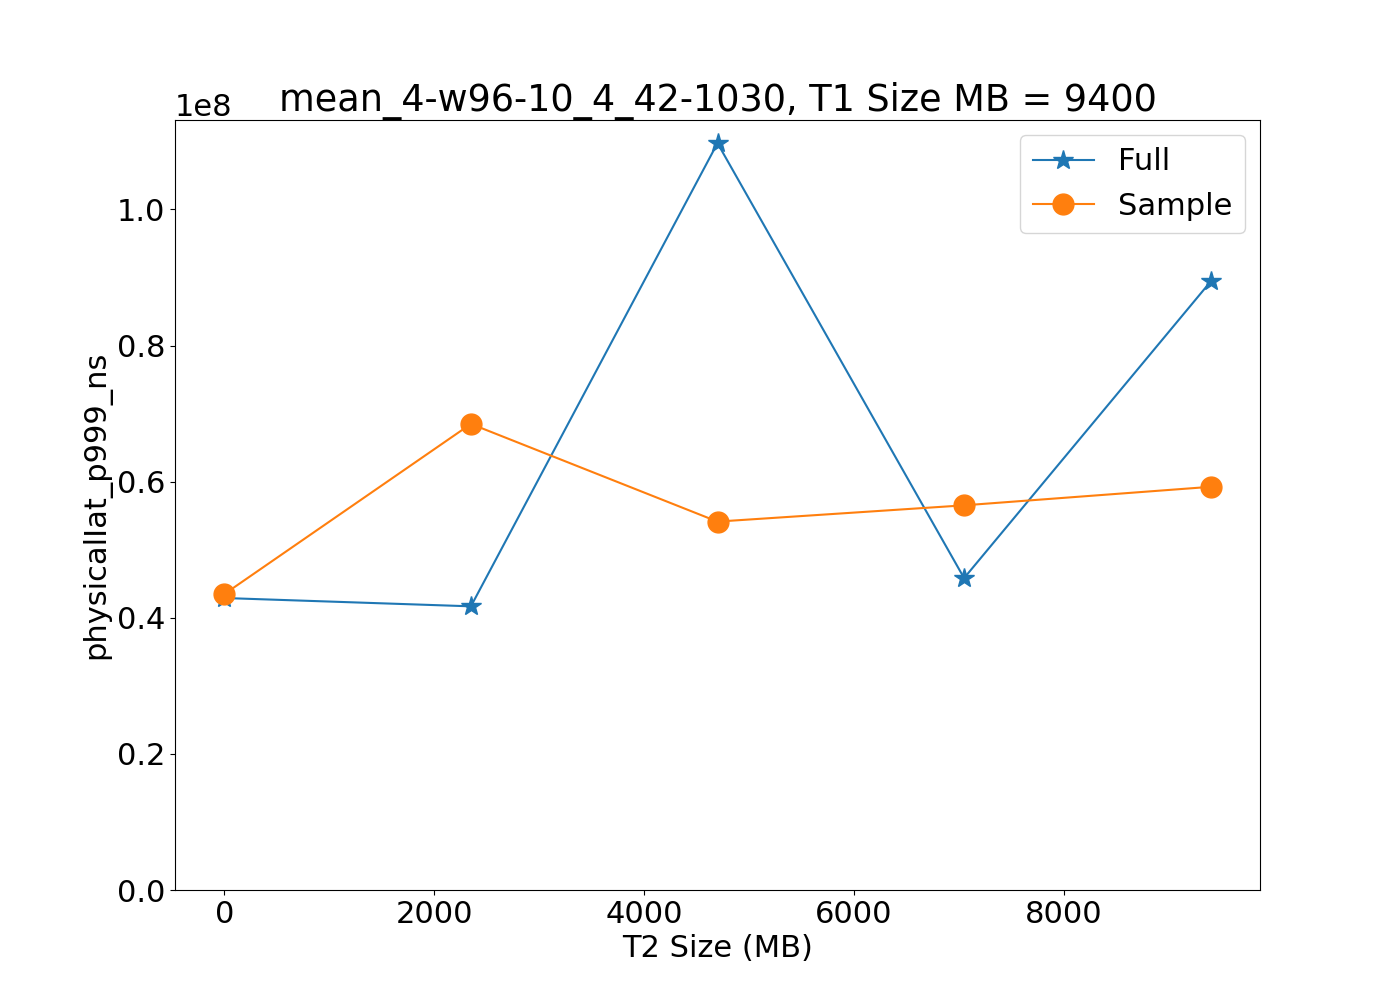 mean_4-w96-10_4_42-1030, T1 Size MB = 9400
1e8
Full
Sample
1.0
0.8
0.6
0.4
0.2
0.0
physicallat_p999_ns
0 2000 4000 6000 8000
T2 Size (MB)